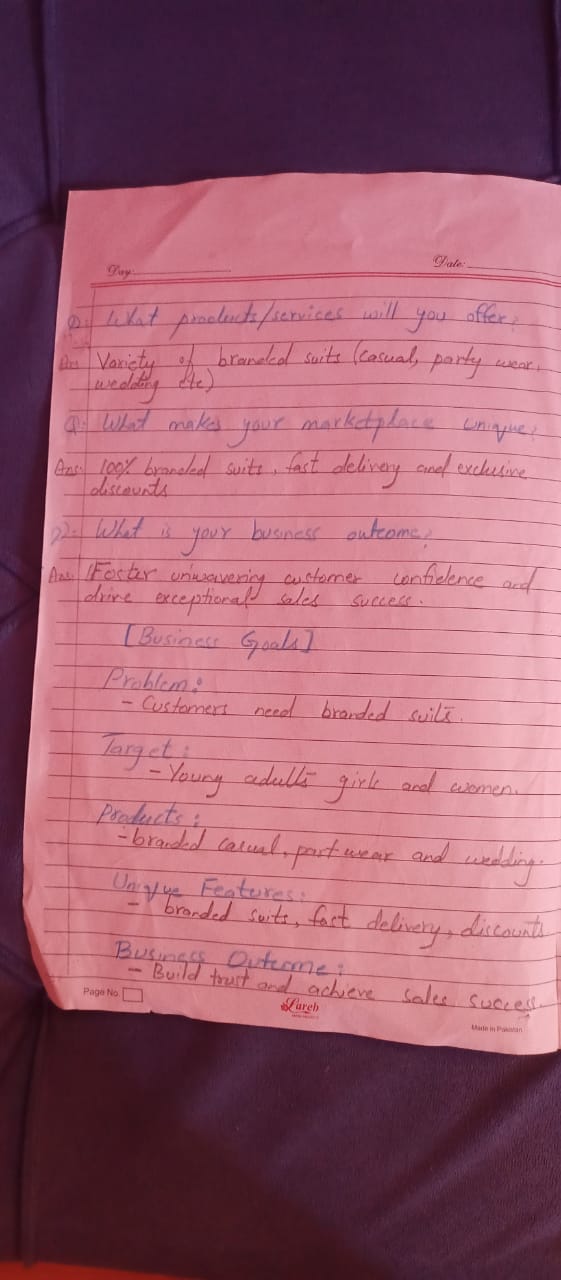 Day:
Date:
Q: What products/services will you offer?
Ans: Variety of branded suits (casual, party wear,
wedding etc)
Q: What makes your marketplace unique?
Ans: 100% branded suits, fast delivery and exclusive
discounts
Q: What is your business outcome?
Ans: Foster unwavering customer confidence and
drive exceptional sales success.
[Business Goals]
Problem:
- Customers need branded suits.
Target:
- Young adults girls and women.
Products:
- branded casual, part wear and wedding.
Unique Features:
- branded suits, fast delivery, discounts
Business Outcome:
- Build trust and achieve sales success.
Page No.
Lareb
Made in Pakistan